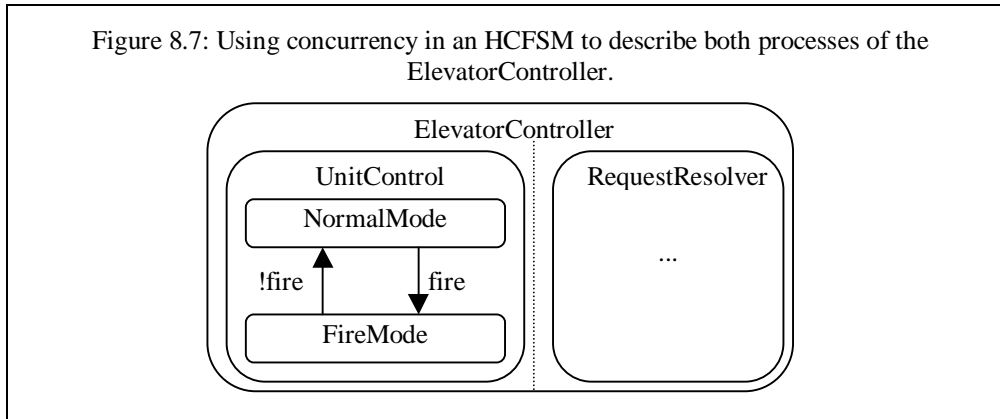 Figure 8.7: Using concurrency in an HCFSM to describe both processes of the
ElevatorController.
ElevatorController
UnitControl
NormalMode
!fire
fire
FireMode
RequestResolver
...